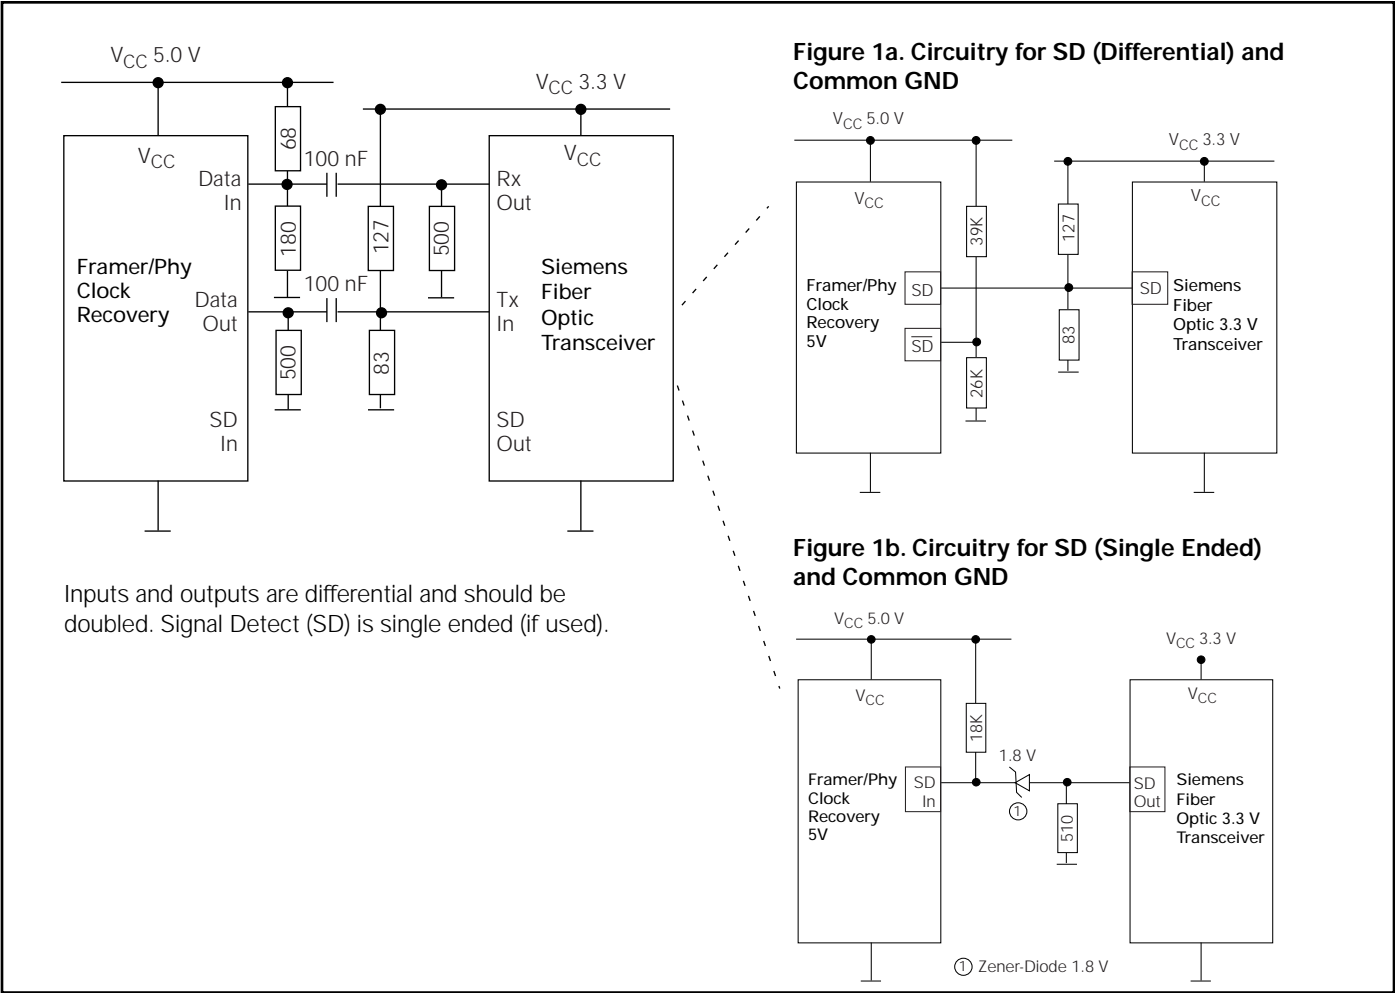 VCC 5.0 V
VCC 3.3 V
68
100 nF
VCC
VCC
Data
In
Rx
Out
180
127
500
Framer/Phy
Clock
Recovery
Siemens
Fiber
Optic
Transceiver
100 nF
Data
Out
Tx
In
500
83
SD
In
SD
Out
Inputs and outputs are differential and should be
doubled. Signal Detect (SD) is single ended (if used).
Figure 1a. Circuitry for SD (Differential) and
Common GND
VCC 5.0 V
VCC 3.3 V
VCC
VCC
39K
127
Framer/Phy
Clock
Recovery
5V
SD
SD
SD
Siemens
Fiber
Optic 3.3 V
Transceiver
83
26K
Figure 1b. Circuitry for SD (Single Ended)
and Common GND
VCC 5.0 V
VCC 3.3 V
VCC
VCC
18K
1.8 V
1
Framer/Phy
Clock
Recovery
5V
SD
In
SD
Out
Siemens
Fiber
Optic 3.3 V
Transceiver
510
1 Zener-Diode 1.8 V